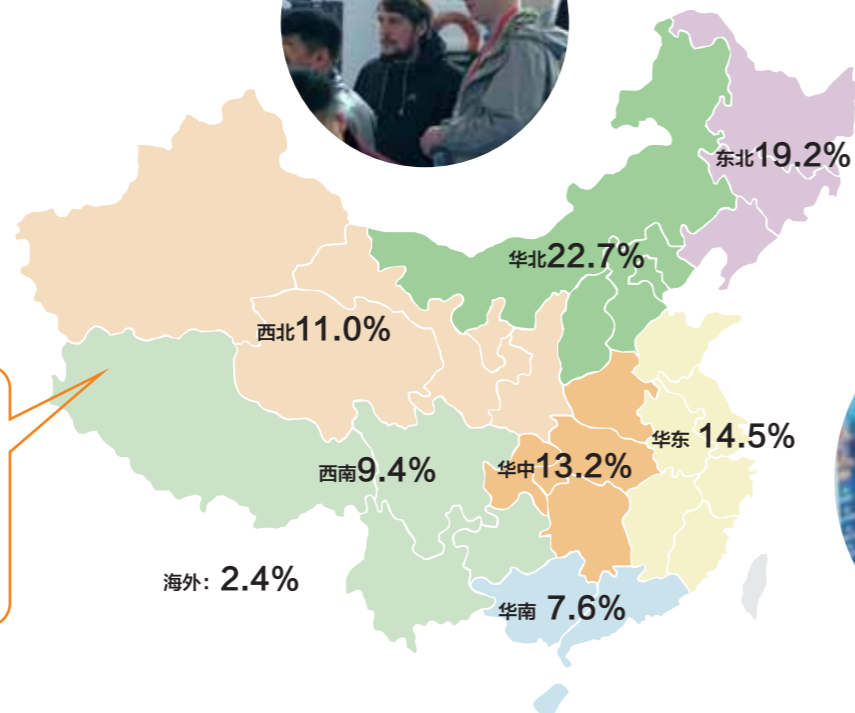 东北19.2%
华北22.7%
西北11.0%
华东 14.5%
西南9.4%
华中13.2%
海外：2.4%
华南 7.6%